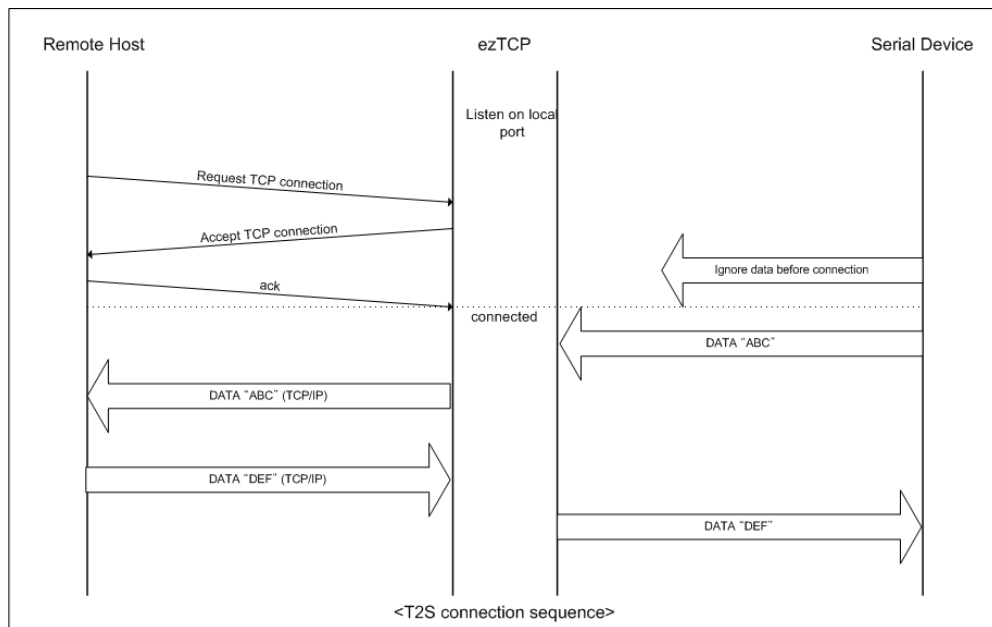 Remote Host
ezTCP
Serial Device
Listen on local
port
Request TCP connection
Accept TCP connection
Ignore data before connection
ack
connected
DATA “ABC”
DATA “ABC” (TCP/IP)
DATA “DEF” (TCP/IP)
DATA “DEF”
<T2S connection sequence>